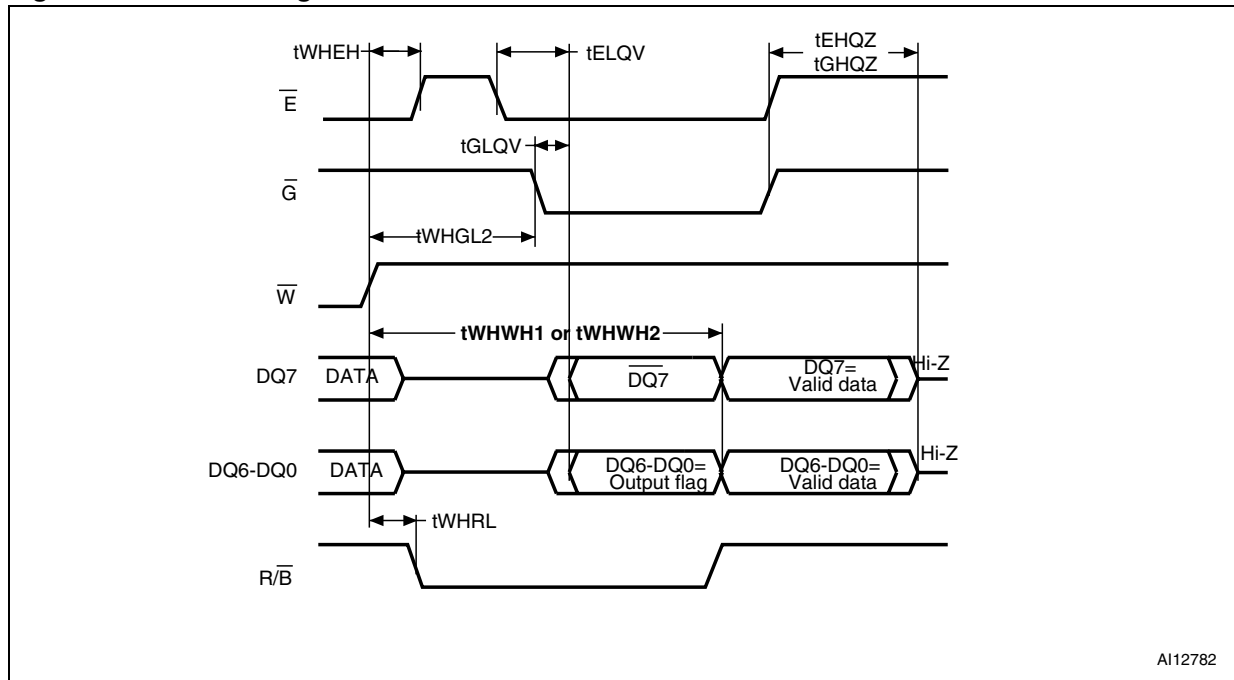 tWHEH
tELQV
tEHQZ
tGHQZ
E̅
tGLQV
G̅
tWHGL2
W̅
tWHWH1 or tWHWH2
DQ7
DATA
D̅Q̅7̅
DQ7=
Valid data
Hi-Z
DQ6-DQ0
DATA
DQ6-DQ0=
Output flag
DQ6-DQ0=
Valid data
Hi-Z
tWHRL
R/B̅
AI12782